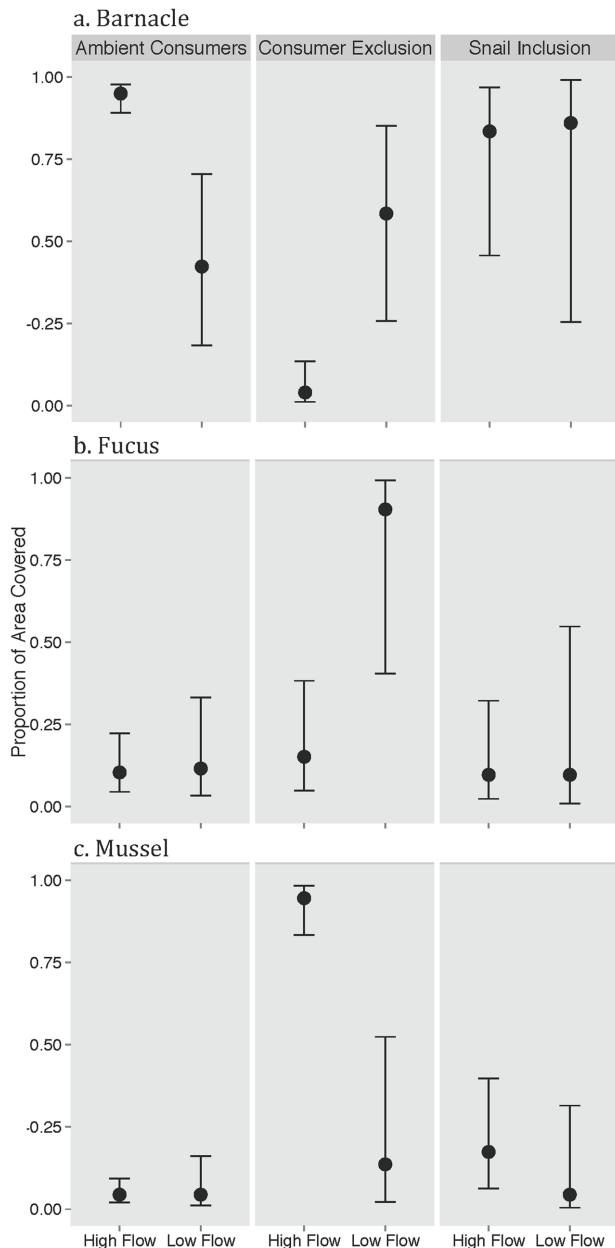 a. Barnacle
Ambient Consumers Consumer Exclusion Snail Inclusion
1.00
0.75
0.50
-0.25
0.00
b. Fucus
1.00
0.75
0.50
-0.25
0.00
Proportion of Area Covered
c. Mussel
1.00
0.75
0.50
-0.25
0.00
High Flow Low Flow High Flow Low Flow High Flow Low Flow